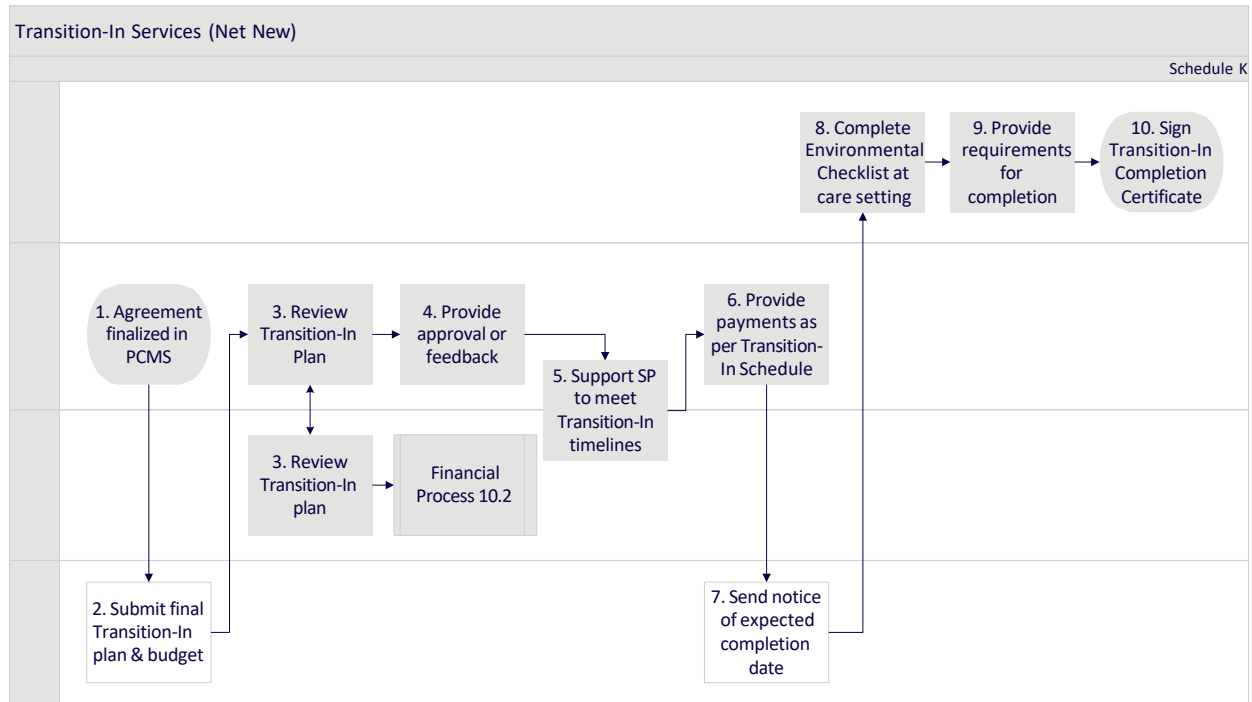 Transition-In Services (Net New)
Schedule K
8. Complete
Environmental
Checklist at
care setting
9. Provide
requirements
for
completion
10. Sign
Transition-In
Completion
Certificate
1. Agreement
finalized in
PCMS
3. Review
Transition-In
Plan
4. Provide
approval or
feedback
5. Support SP
to meet
Transition-In
timelines
6. Provide
payments as
per Transition-
In Schedule
3. Review
Transition-In
plan
Financial
Process 10.2
2. Submit final
Transition-In
plan & budget
7. Send notice
of expected
completion
date